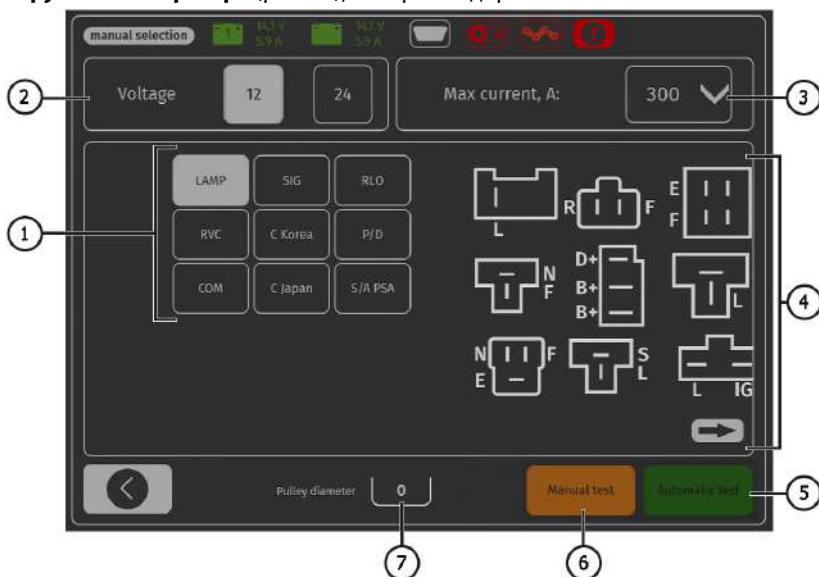 manual selection 1 14.1 V 5.9 A 14.1 V 5.9 A
2 Voltage 12 24 Max current, A: 300 3
LAMP SIG RLO
RVC C Korea P/D
COM C Japan S/A PSA
1
L R F E F
N F D+ B+ B+ L
N F E S L L IG
4
Pulley diameter 0 Manual test Automatic test 5
7 6